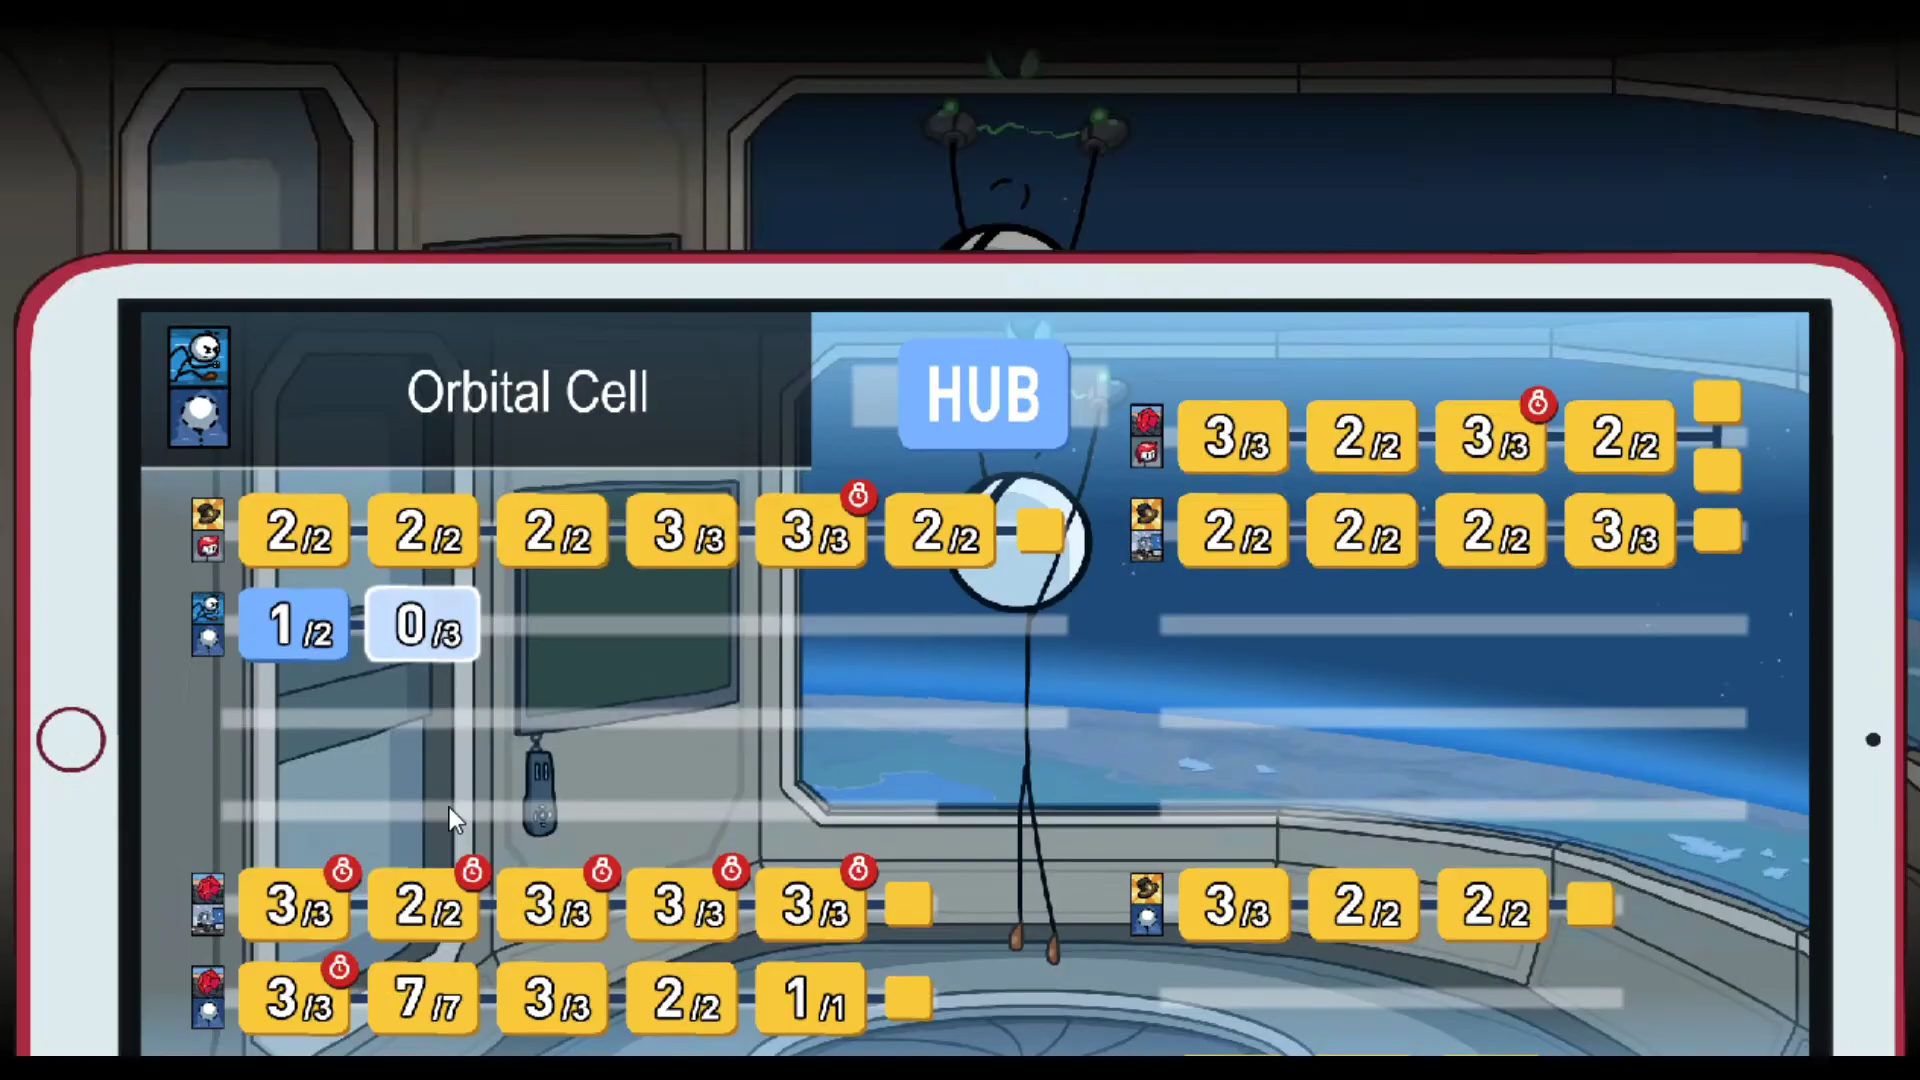 Orbital Cell
HUB
3/3 2/2 3/3 2/2
2/2 2/2 2/2 3/3 3/3 2/2
2/2 2/2 2/2 3/3
1/2 0/3
3/3 2/2 3/3 3/3 3/3
3/3 2/2 2/2
3/3 7/7 3/3 2/2 1/1